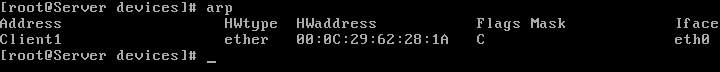 [root@Server devices]# arp
Address HWtype HWaddress Flags Mask Iface
Client1 ether 00:0C:29:62:28:1A C eth0
[root@Server devices]# _